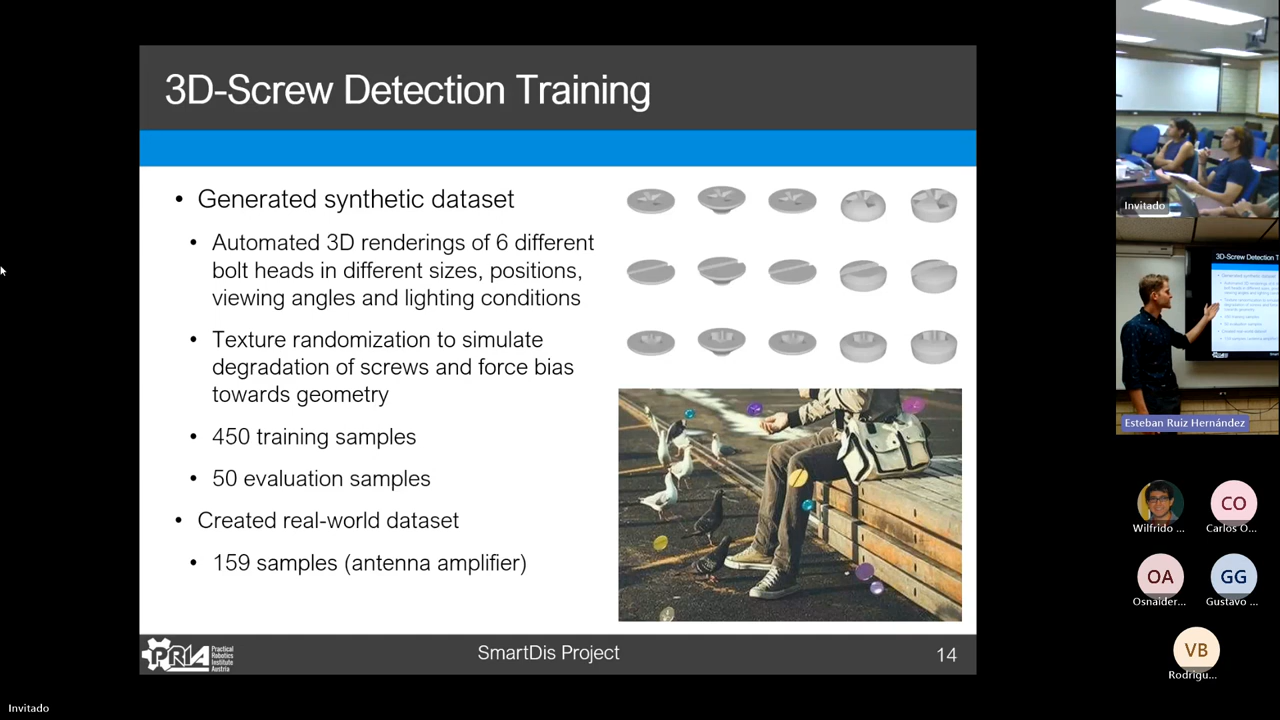 3D-Screw Detection Training
• Generated synthetic dataset
• Automated 3D renderings of 6 different
bolt heads in different sizes, positions,
viewing angles and lighting conditions
• Texture randomization to simulate
degradation of screws and force bias
towards geometry
• 450 training samples
• 50 evaluation samples
• Created real-world dataset
• 159 samples (antenna amplifier)
PRIA
Practical
Robotics
Institute
Austria
SmartDis Project
14
Invitado
3D-Screw Detection T
Esteban Ruiz Hernández
Wilfrido ...
CO
Carlos O...
OA
Osnaider...
GG
Gustavo ...
VB
Rodrigu...
Invitado